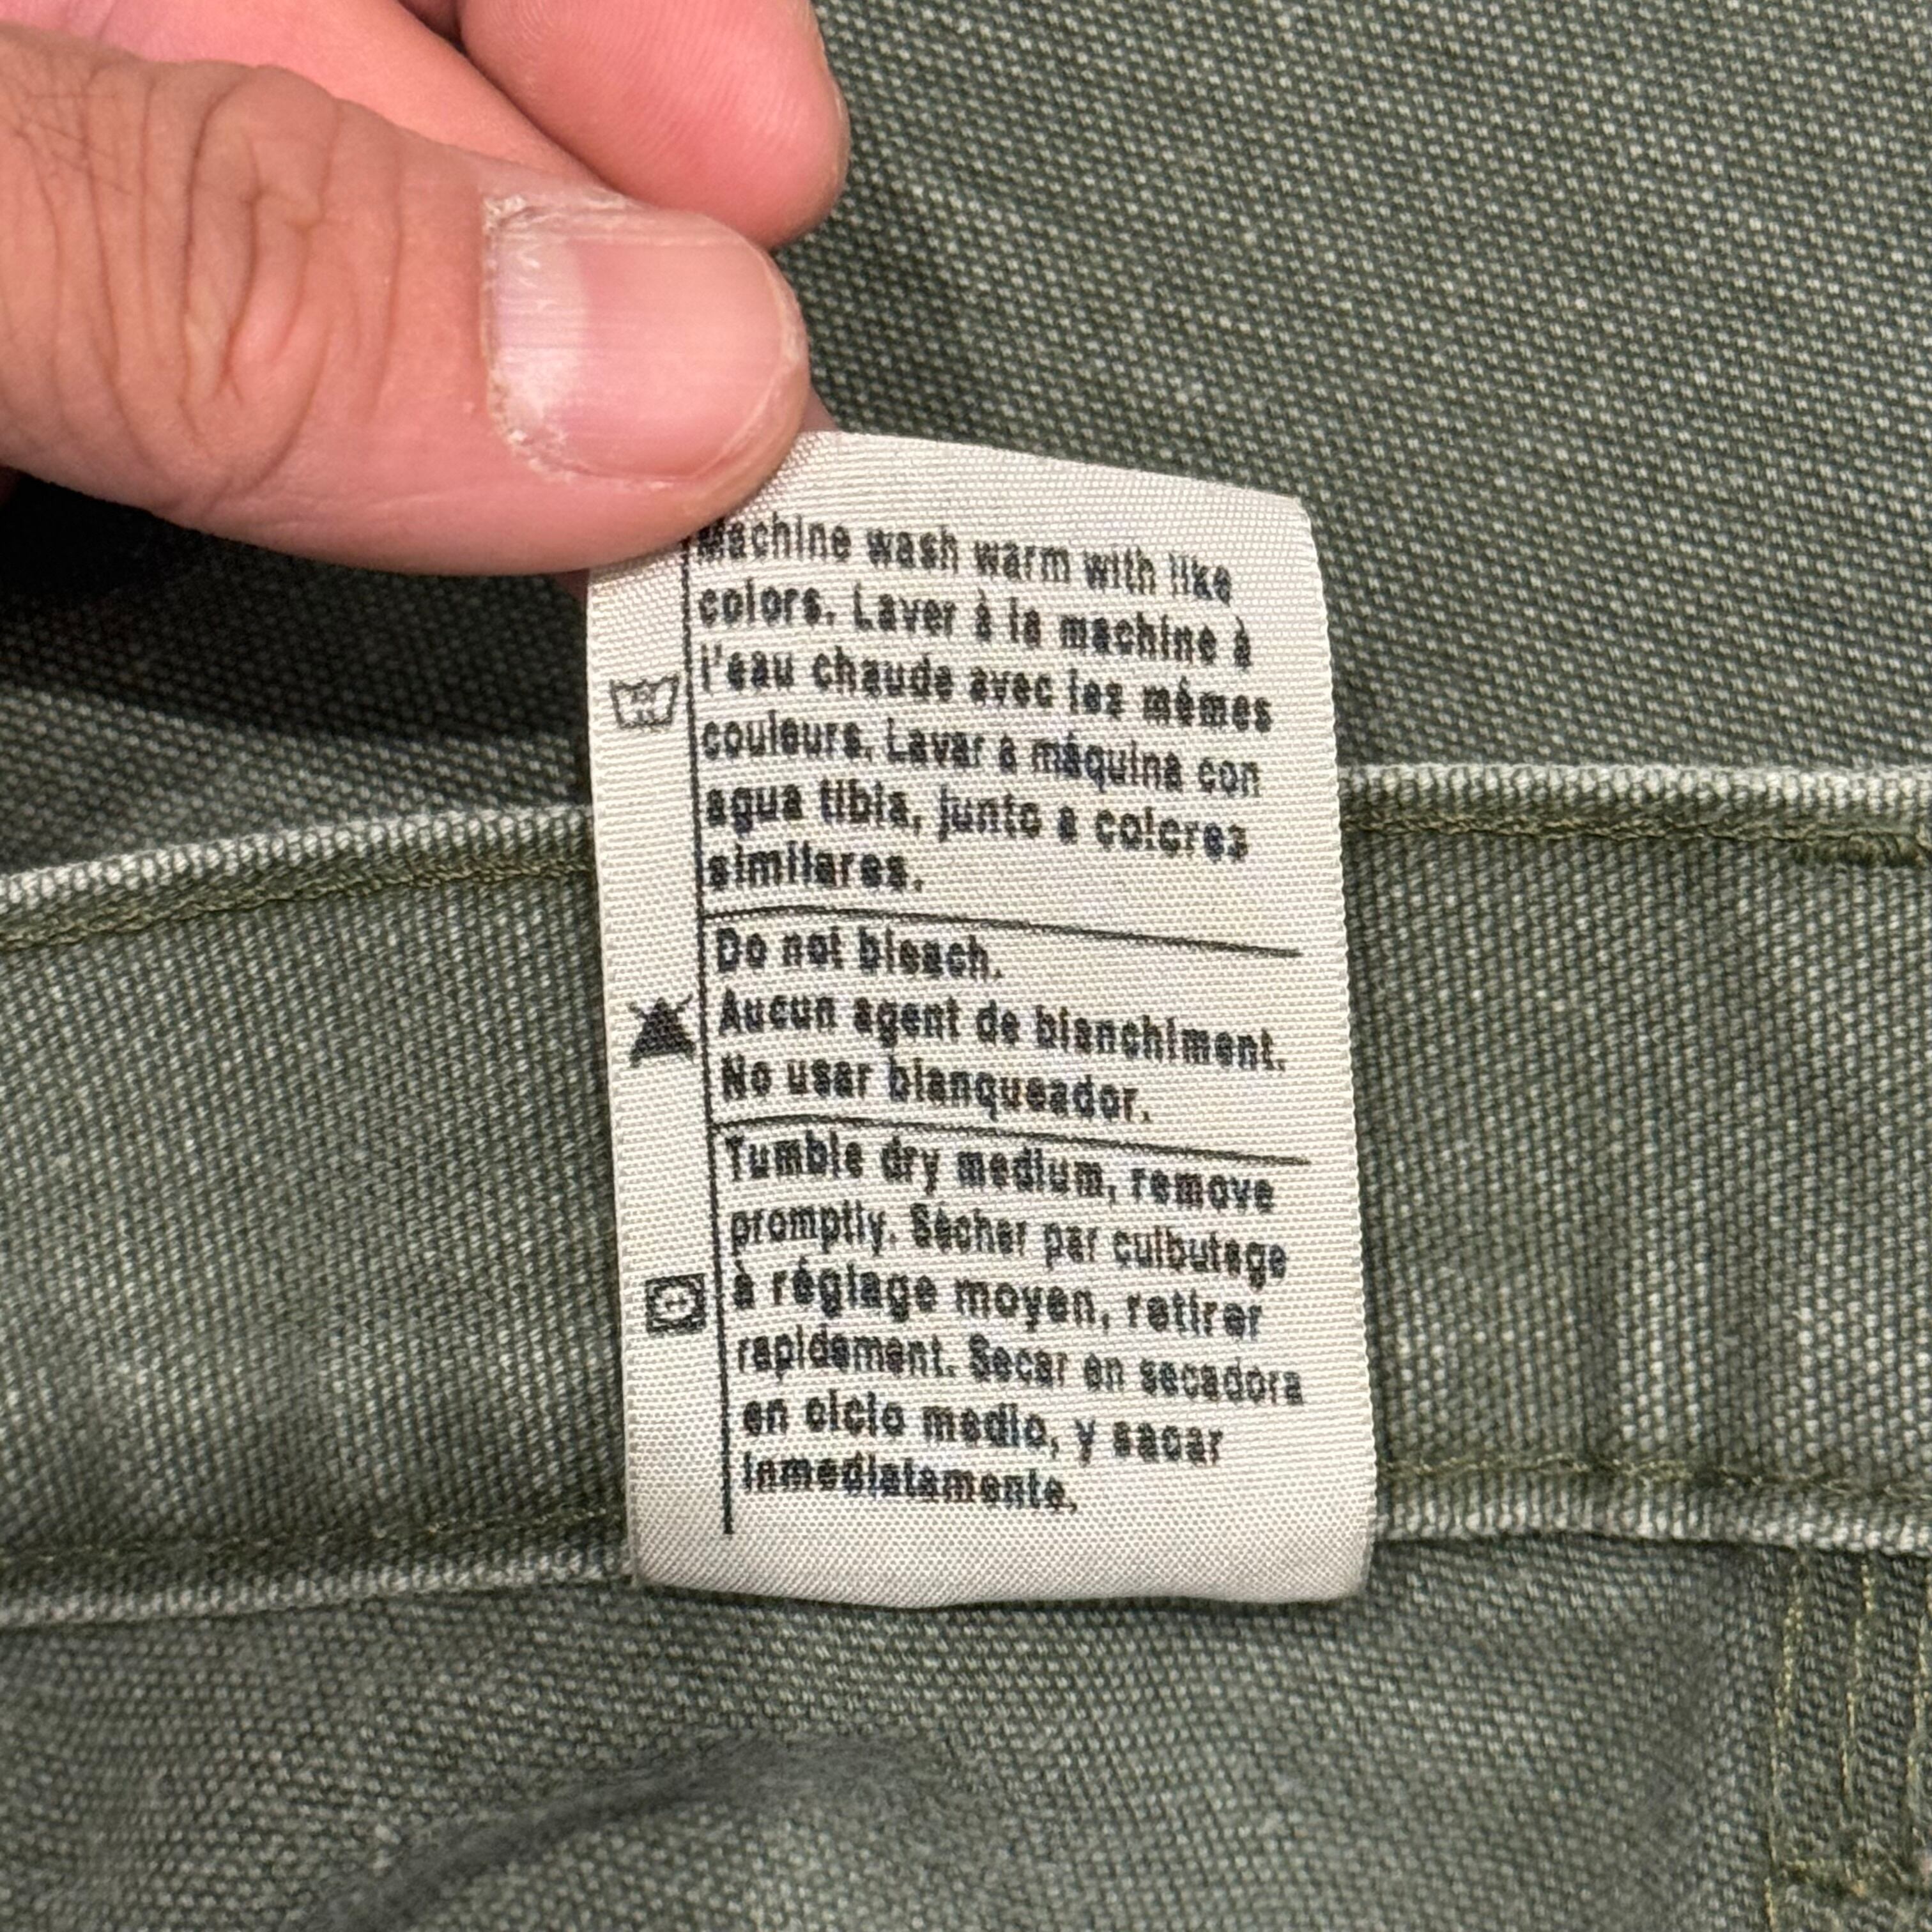 Machine wash warm with like
colors. Laver à la machine à
l'eau chaude avec les mêmes
couleurs. Lavar a máquina con
agua tibia, junto a colores
similares.
Do not bleach.
Aucun agent de blanchiment.
No usar blanqueador.
Tumble dry medium, remove
promptly. Sécher par culbutage
à réglage moyen, retirer
rapidement. Secar en secadora
en ciclo medio, y sacar
inmediatamente.